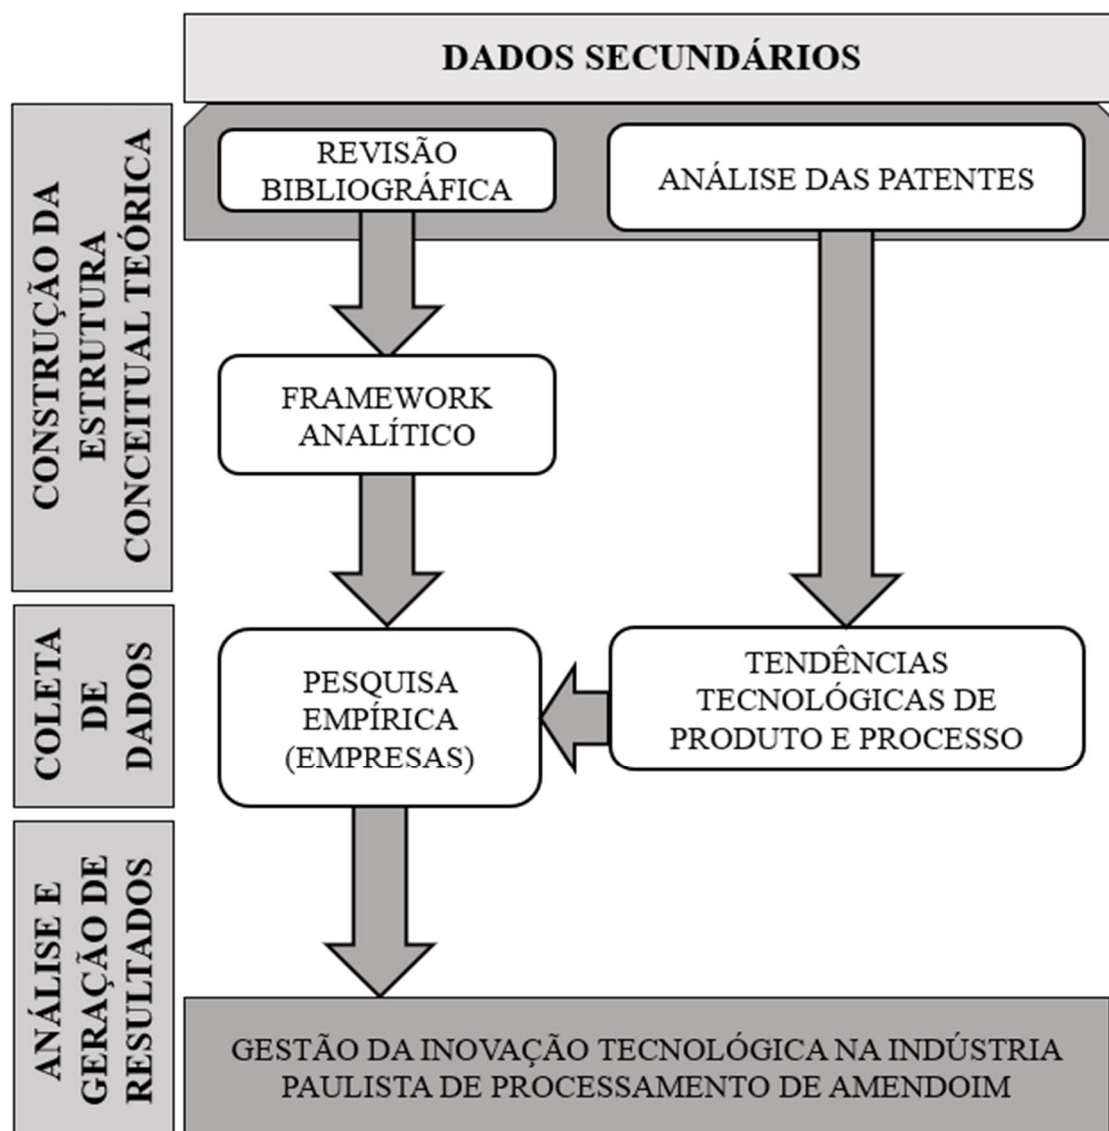 DADOS SECUNDÁRIOS
CONSTRUÇÃO DA
ESTRUTURA
CONCEITUAL TEÓRICA
REVISÃO
BIBLIOGRÁFICA
ANÁLISE DAS PATENTES
FRAMEWORK
ANALÍTICO
COLETA
DE
DADOS
PESQUISA
EMPÍRICA
(EMPRESAS)
TENDÊNCIAS
TECNOLÓGICAS DE
PRODUTO E PROCESSO
ANÁLISE E
GERAÇÃO DE
RESULTADOS
GESTÃO DA INOVAÇÃO TECNOLÓGICA NA INDÚSTRIA
PAULISTA DE PROCESSAMENTO DE AMENDOIM